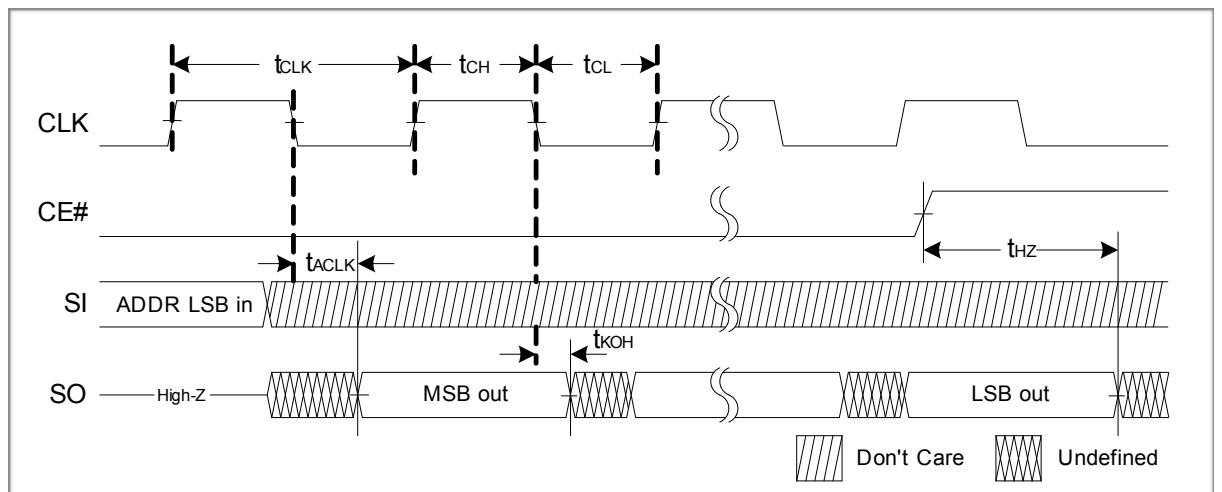 tCLK
tCH
tCL
CLK
CE#
tHZ
tACLK
SI
ADDR LSB in
tKOH
SO
High-Z
MSB out
LSB out
Don't Care
Undefined